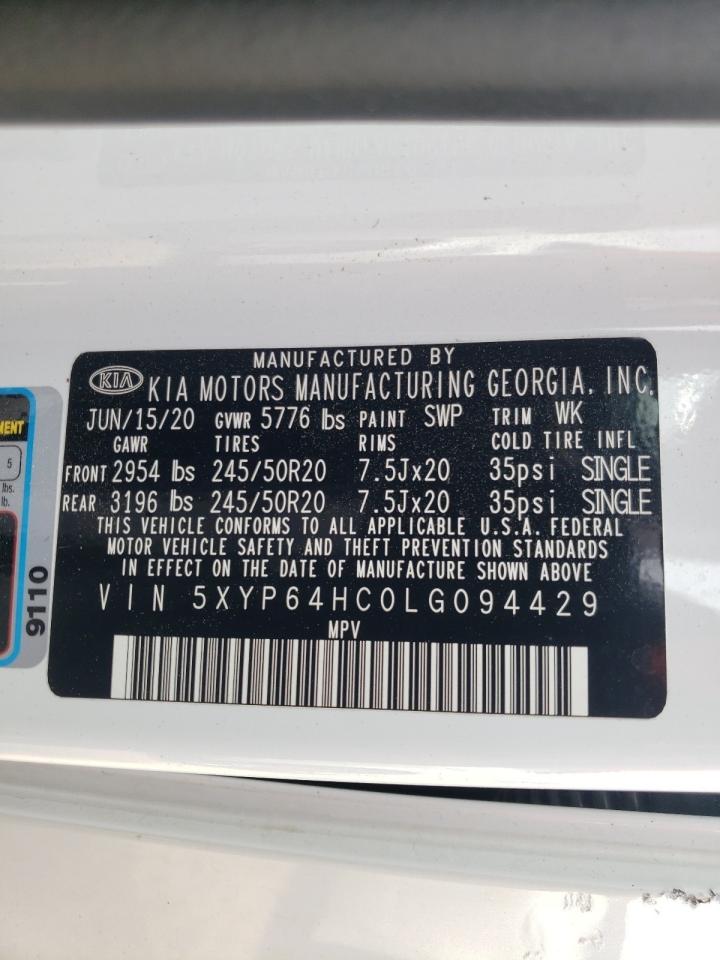 MANUFACTURED BY
KIA KIA MOTORS MANUFACTURING GEORGIA, INC.
JUN/15/20 GVWR 5776 lbs PAINT SWP TRIM WK
GAWR TIRES RIMS COLD TIRE INFL
FRONT 2954 lbs 245/50R20 7.5Jx20 35psi SINGLE
REAR 3196 lbs 245/50R20 7.5Jx20 35psi SINGLE
THIS VEHICLE CONFORMS TO ALL APPLICABLE U.S.A. FEDERAL
MOTOR VEHICLE SAFETY AND THEFT PREVENTION STANDARDS
IN EFFECT ON THE DATE OF MANUFACTURE SHOWN ABOVE.
VIN 5XYP64HC0LG094429
MPV
5
lbs.
lb.
9110